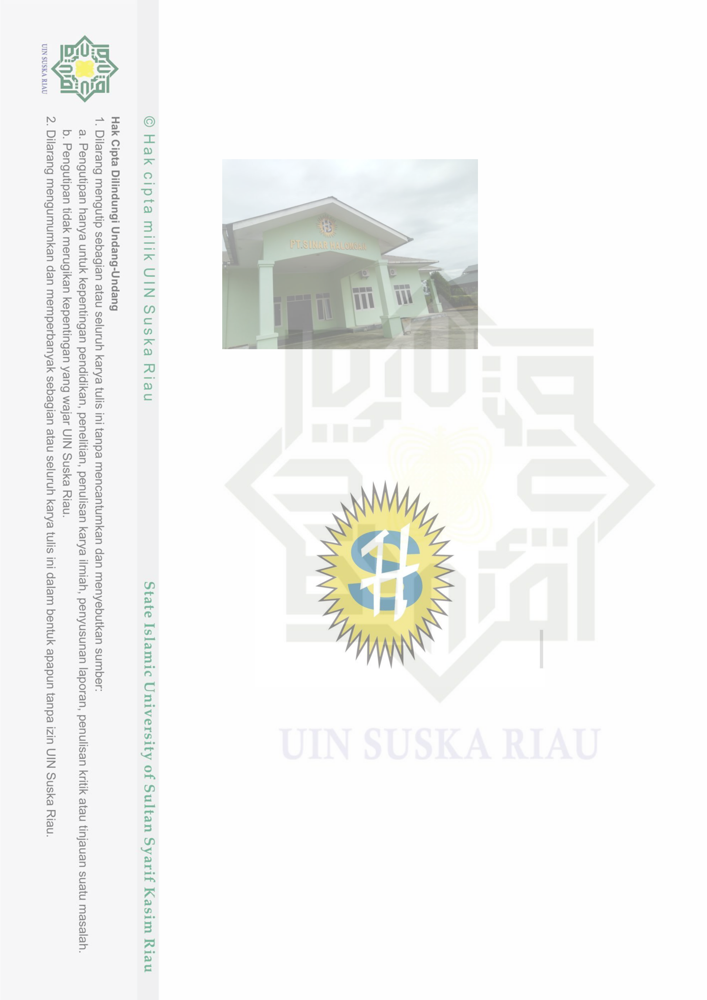 UIN SUSKA RIAU
© Hak cipta milik UIN Suska Riau
State Islamic University of Sultan Syarif Kasim Riau
Hak Cipta Dilindungi Undang-Undang
1. Dilarang mengutip sebagian atau seluruh karya tulis ini tanpa mencantumkan dan menyebutkan sumber:
a. Pengutipan hanya untuk kepentingan pendidikan, penelitian, penulisan karya ilmiah, penyusunan laporan, penulisan kritik atau tinjauan suatu masalah.
b. Pengutipan tidak merugikan kepentingan yang wajar UIN Suska Riau.
2. Dilarang mengumumkan dan memperbanyak sebagian atau seluruh karya tulis ini dalam bentuk apapun tanpa izin UIN Suska Riau.
PT.SINAR HALOMOAN
SH
UIN SUSKA RIAU